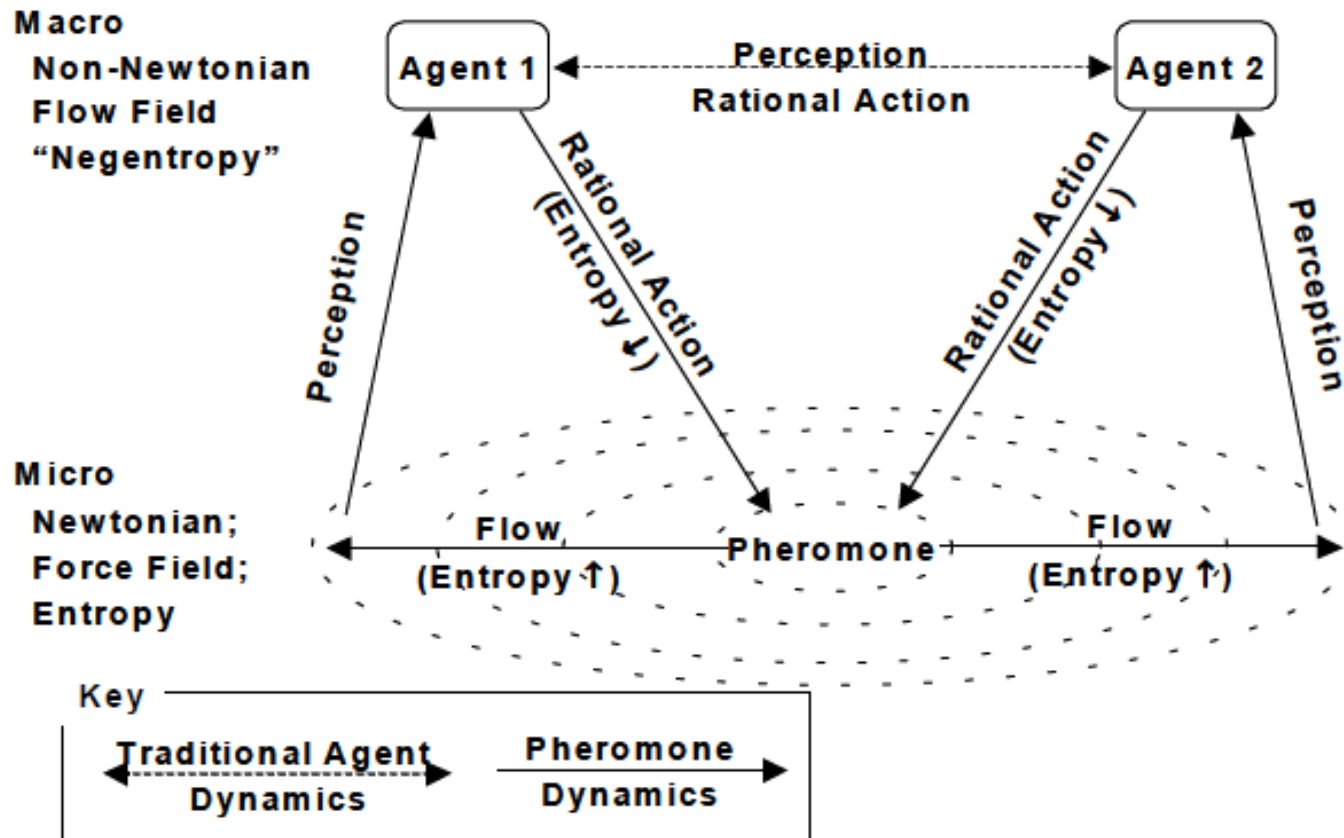 Macro
Non-Newtonian
Flow Field
“Negentropy”
Agent 1
Perception
Rational Action
Agent 2
Perception
Rational Action
(Entropy ↓)
Rational Action
(Entropy ↓)
Perception
Micro
Newtonian;
Force Field;
Entropy
Flow
(Entropy ↑)
Pheromone
Flow
(Entropy ↑)
Key
Traditional Agent
Dynamics
Pheromone
Dynamics